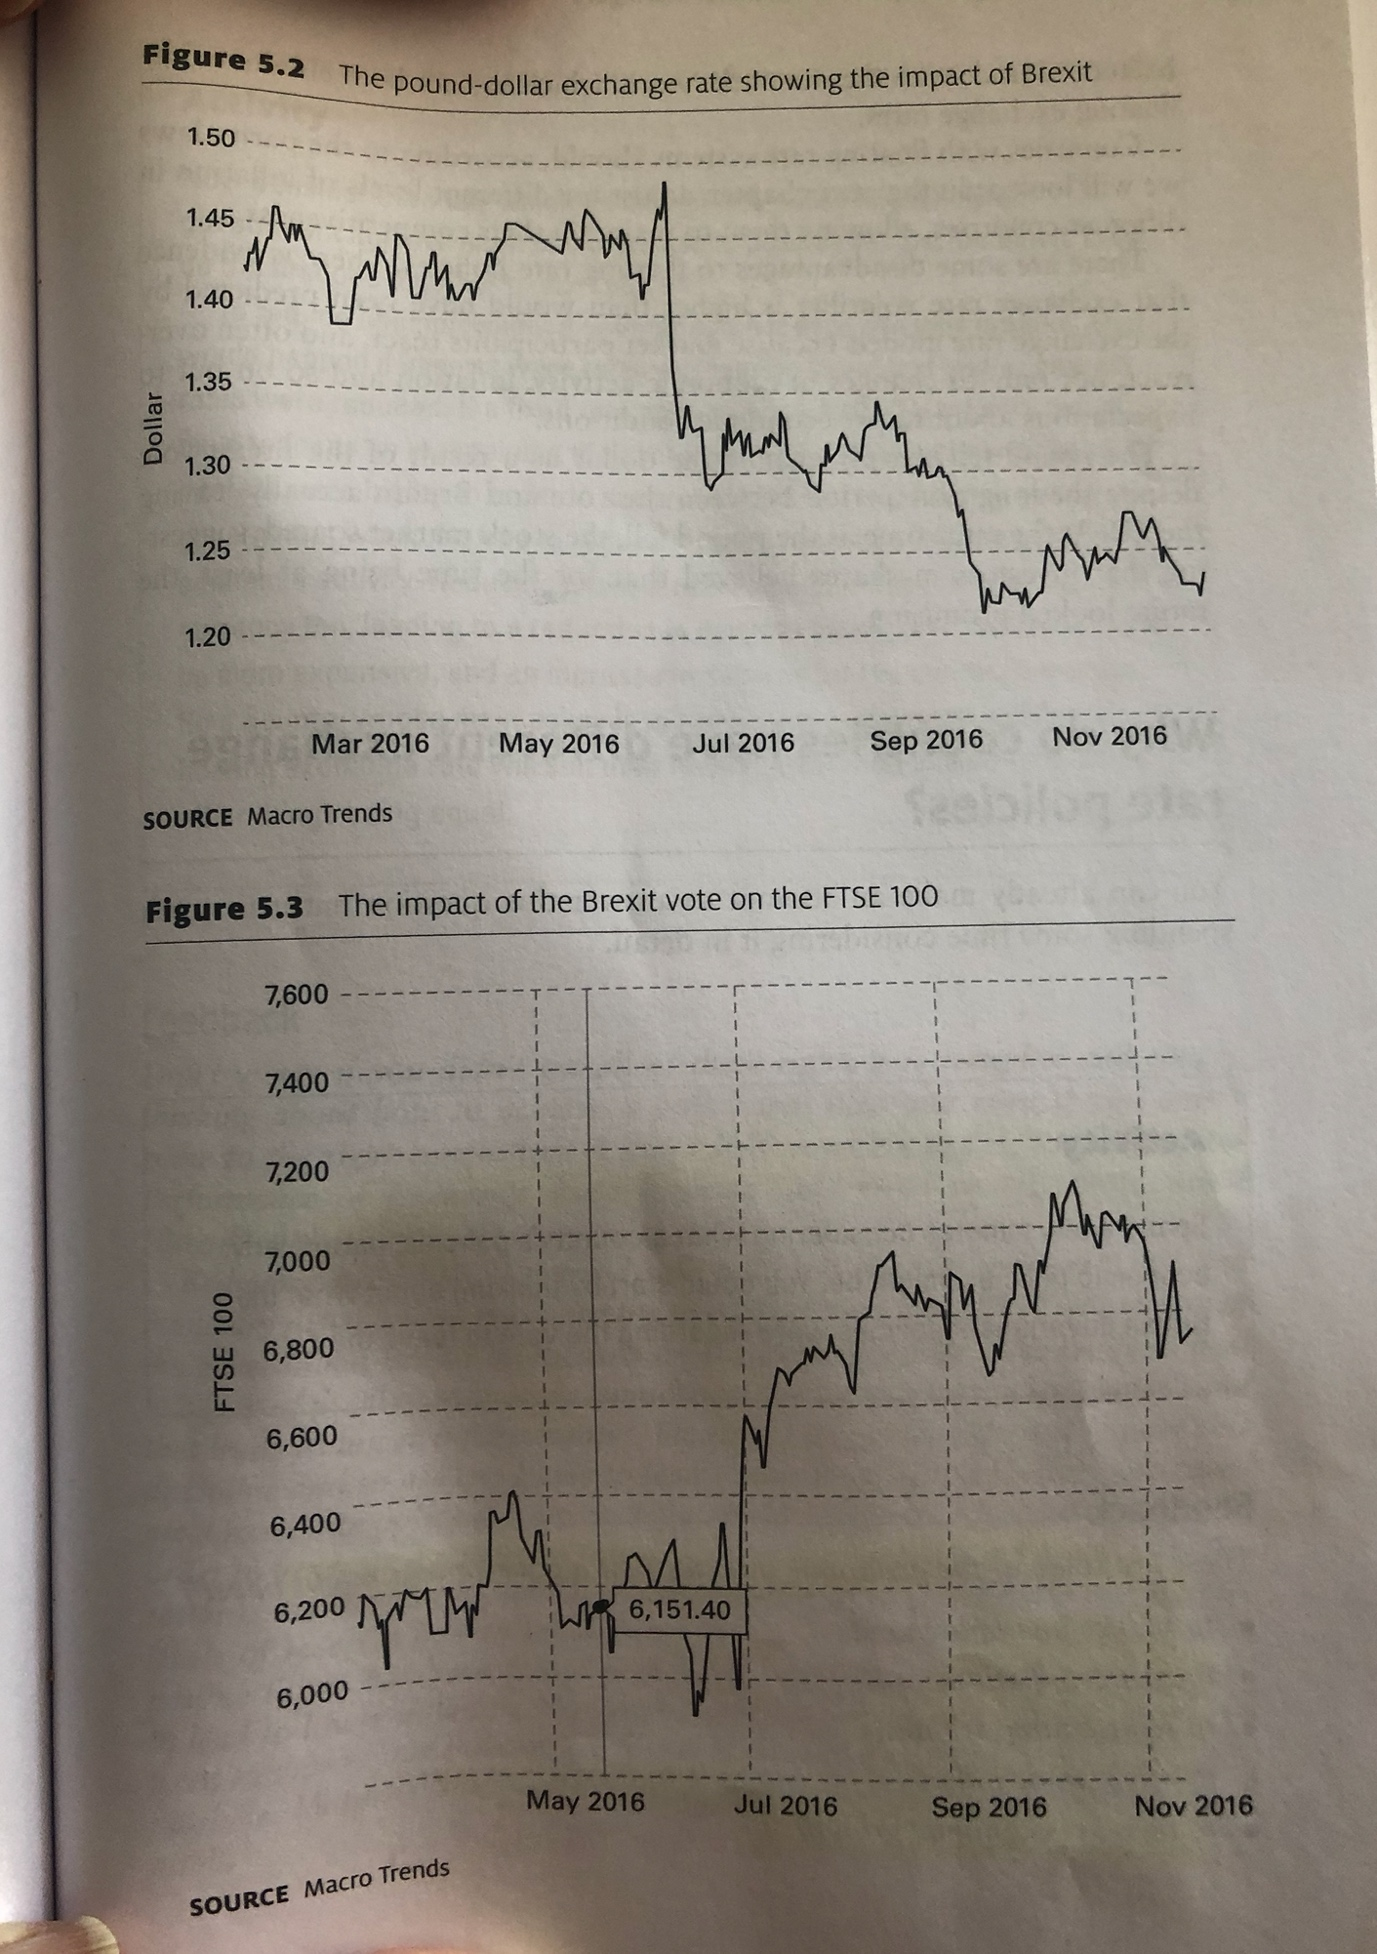 Figure 5.2 The pound-dollar exchange rate showing the impact of Brexit
1.50
1.45
1.40
1.35
1.30
1.25
1.20
Dollar
Mar 2016 May 2016 Jul 2016 Sep 2016 Nov 2016
SOURCE Macro Trends
Figure 5.3 The impact of the Brexit vote on the FTSE 100
7,600
7,400
7,200
7,000
6,800
6,600
6,400
6,200
6,000
FTSE 100
6,151.40
May 2016 Jul 2016 Sep 2016 Nov 2016
SOURCE Macro Trends